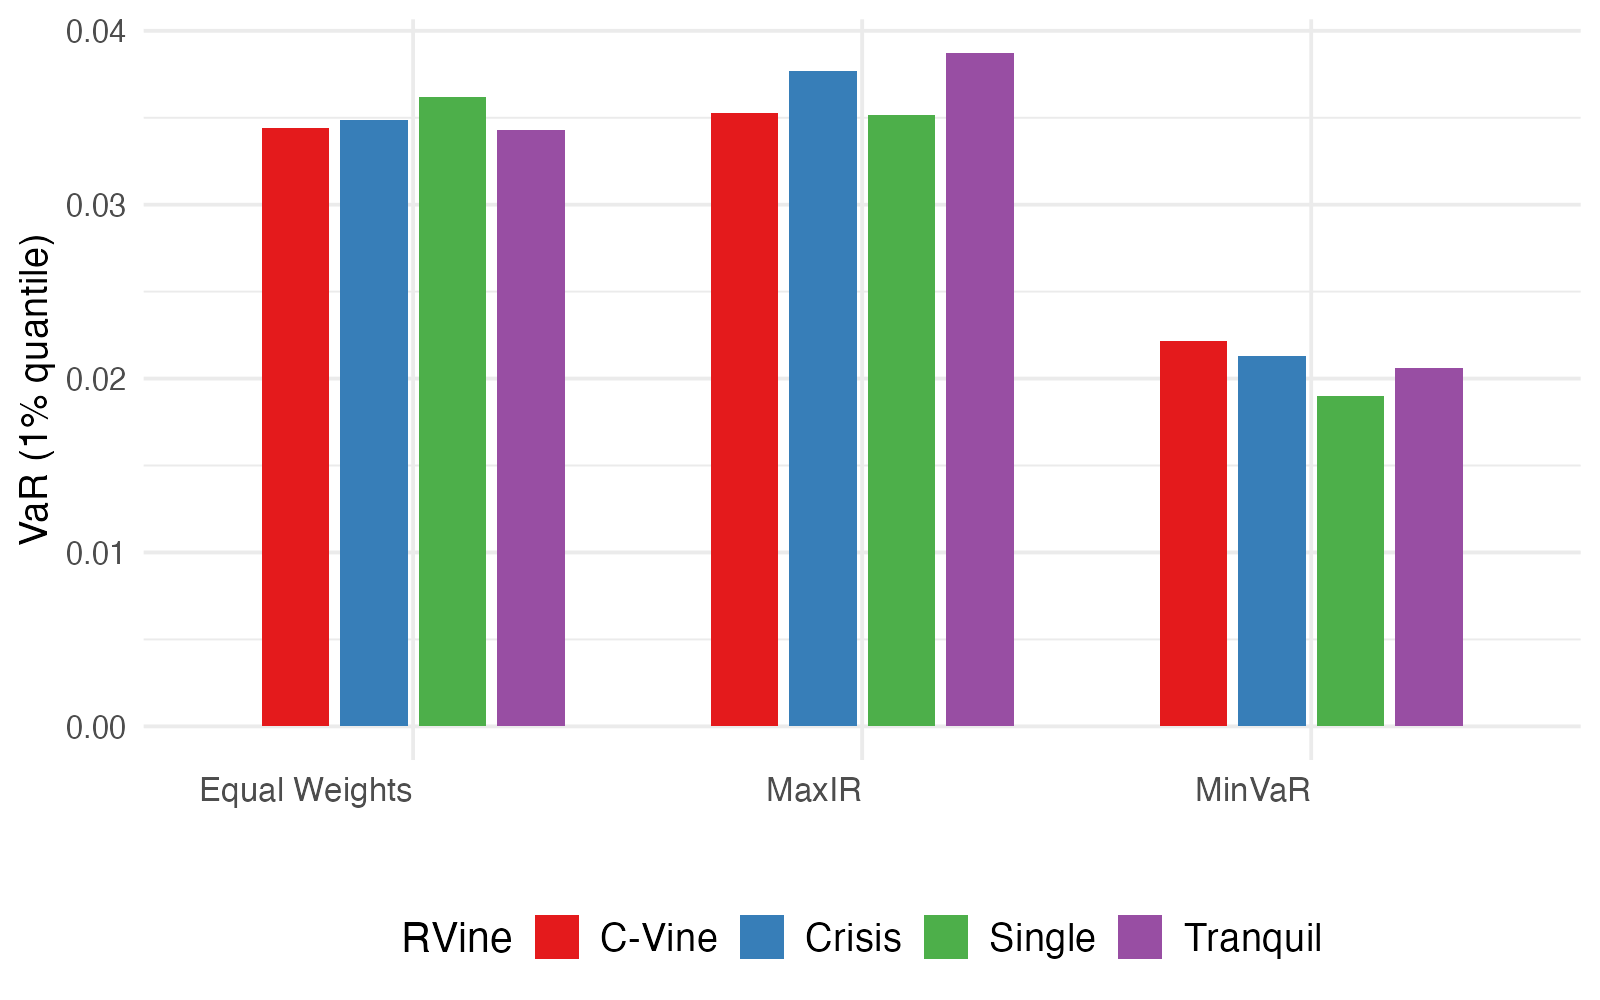 0.04
0.03
0.02
0.01
0.00
VaR (1% quantile)
Equal Weights
MaxIR
MinVaR
RVine C-Vine Crisis Single Tranquil